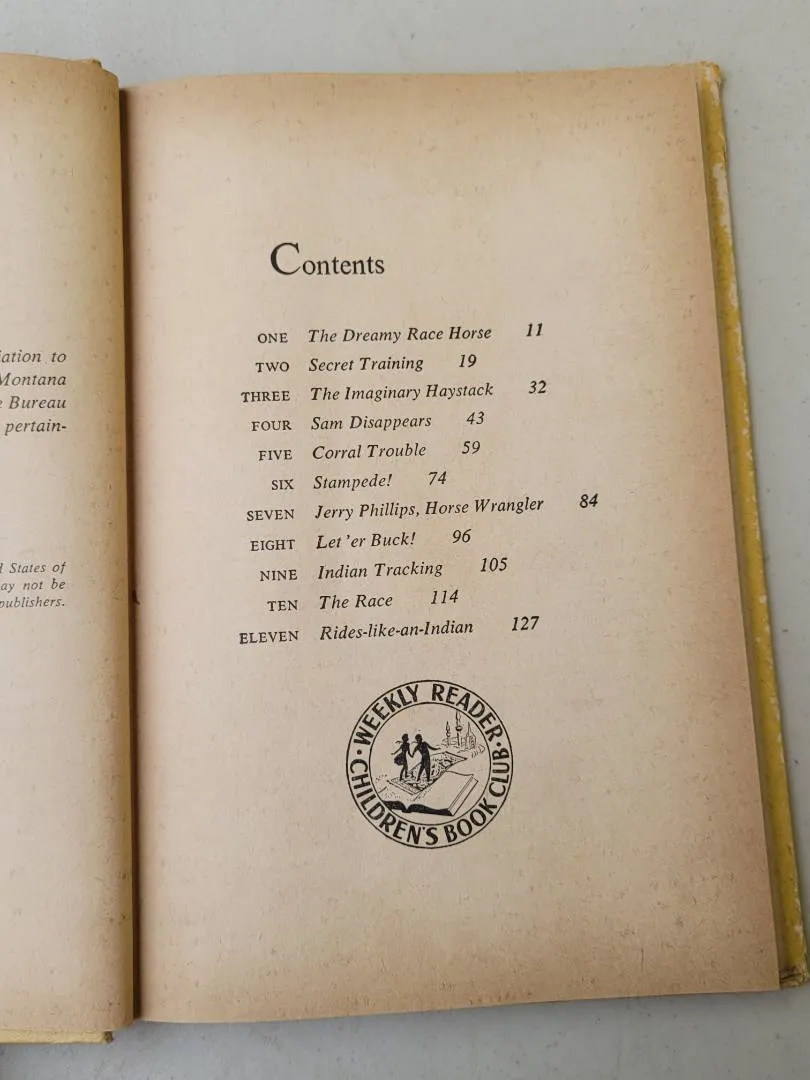 iation to
Montana
e Bureau
pertain-
d States of
ay not be
publishers.
Contents
ONE The Dreamy Race Horse 11
TWO Secret Training 19
THREE The Imaginary Haystack 32
FOUR Sam Disappears 43
FIVE Corral Trouble 59
SIX Stampede! 74
SEVEN Jerry Phillips, Horse Wrangler 84
EIGHT Let 'er Buck! 96
NINE Indian Tracking 105
TEN The Race 114
ELEVEN Rides-like-an-Indian 127
· WEEKLY READER ·
CHILDREN'S BOOK CLUB